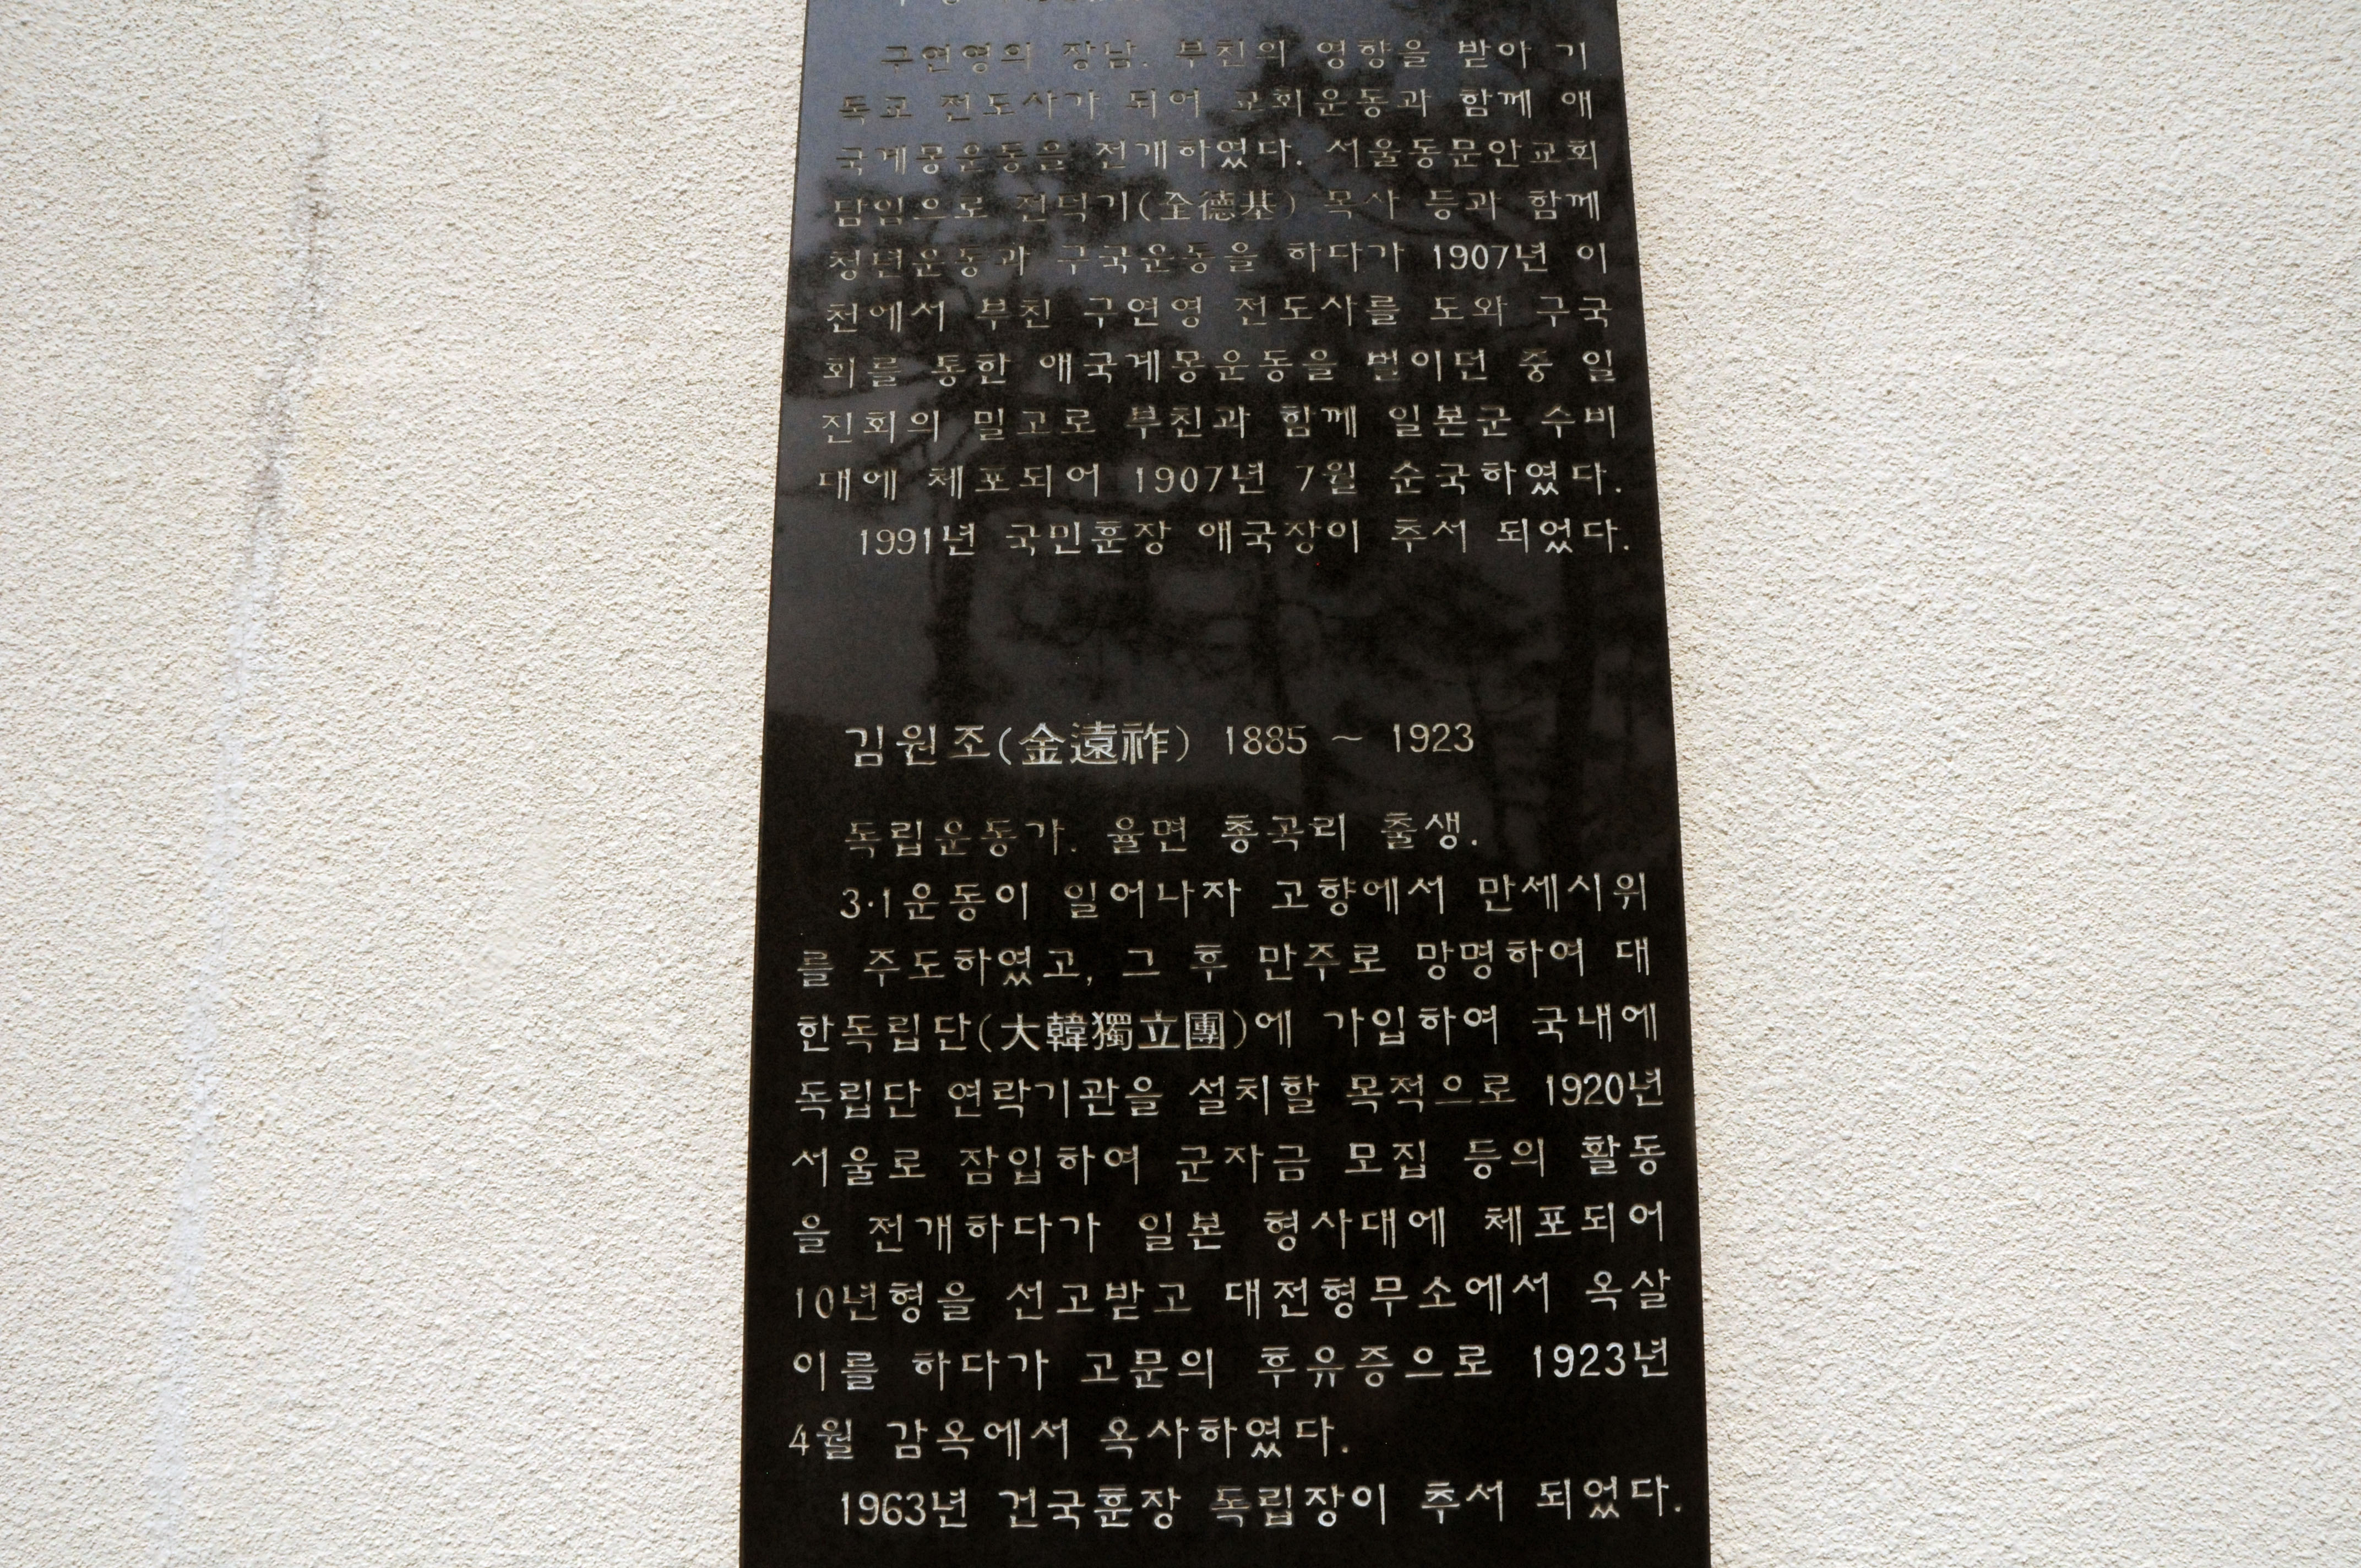 구연영의 장남. 부친의 영향을 받아 기
독교 전도사가 되어 교회운동과 함께 애
국계몽운동을 전개하였다. 서울동문안교회
담임으로 전덕기(全德基) 목사 등과 함께
청년운동과 구국운동을 하다가 1907년 이
천에서 부친 구연영 전도사를 도와 구국
회를 통한 애국계몽운동을 벌이던 중 일
진회의 밀고로 부친과 함께 일본군 수비
대에 체포되어 1907년 7월 순국하였다.
1991년 국민훈장 애국장이 추서 되었다.
김원조(金遠祚) 1885 ~ 1923
독립운동가. 율면 총곡리 출생.
3·1운동이 일어나자 고향에서 만세시위
를 주도하였고, 그 후 만주로 망명하여 대
한독립단(大韓獨立團)에 가입하여 국내에
독립단 연락기관을 설치할 목적으로 1920년
서울로 잠입하여 군자금 모집 등의 활동
을 전개하다가 일본 형사대에 체포되어
10년형을 선고받고 대전형무소에서 옥살
이를 하다가 고문의 후유증으로 1923년
4월 감옥에서 옥사하였다.
1963년 건국훈장 독립장이 추서 되었다.